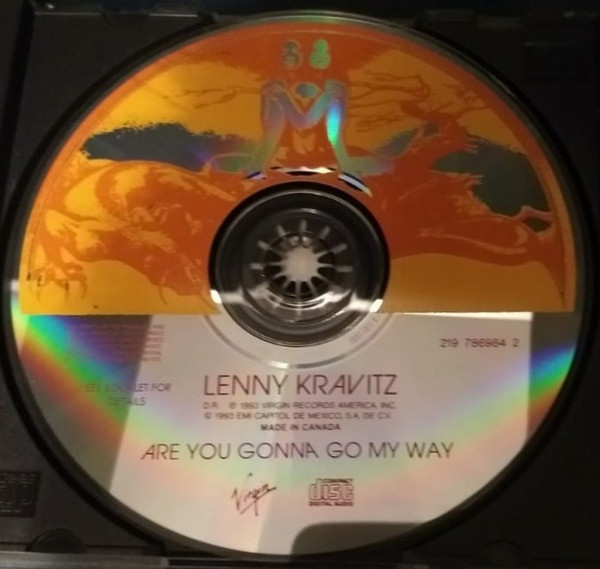 219 786984 2
SEE BOOKLET FOR
DETAILS
LENNY KRAVITZ
D.R. ℗ 1993 VIRGIN RECORDS AMERICA, INC.
© 1993 EMI CAPITOL DE MEXICO, S.A. DE C.V.
MADE IN CANADA
ARE YOU GONNA GO MY WAY
Virgin
COMPACT
disc
DIGITAL AUDIO